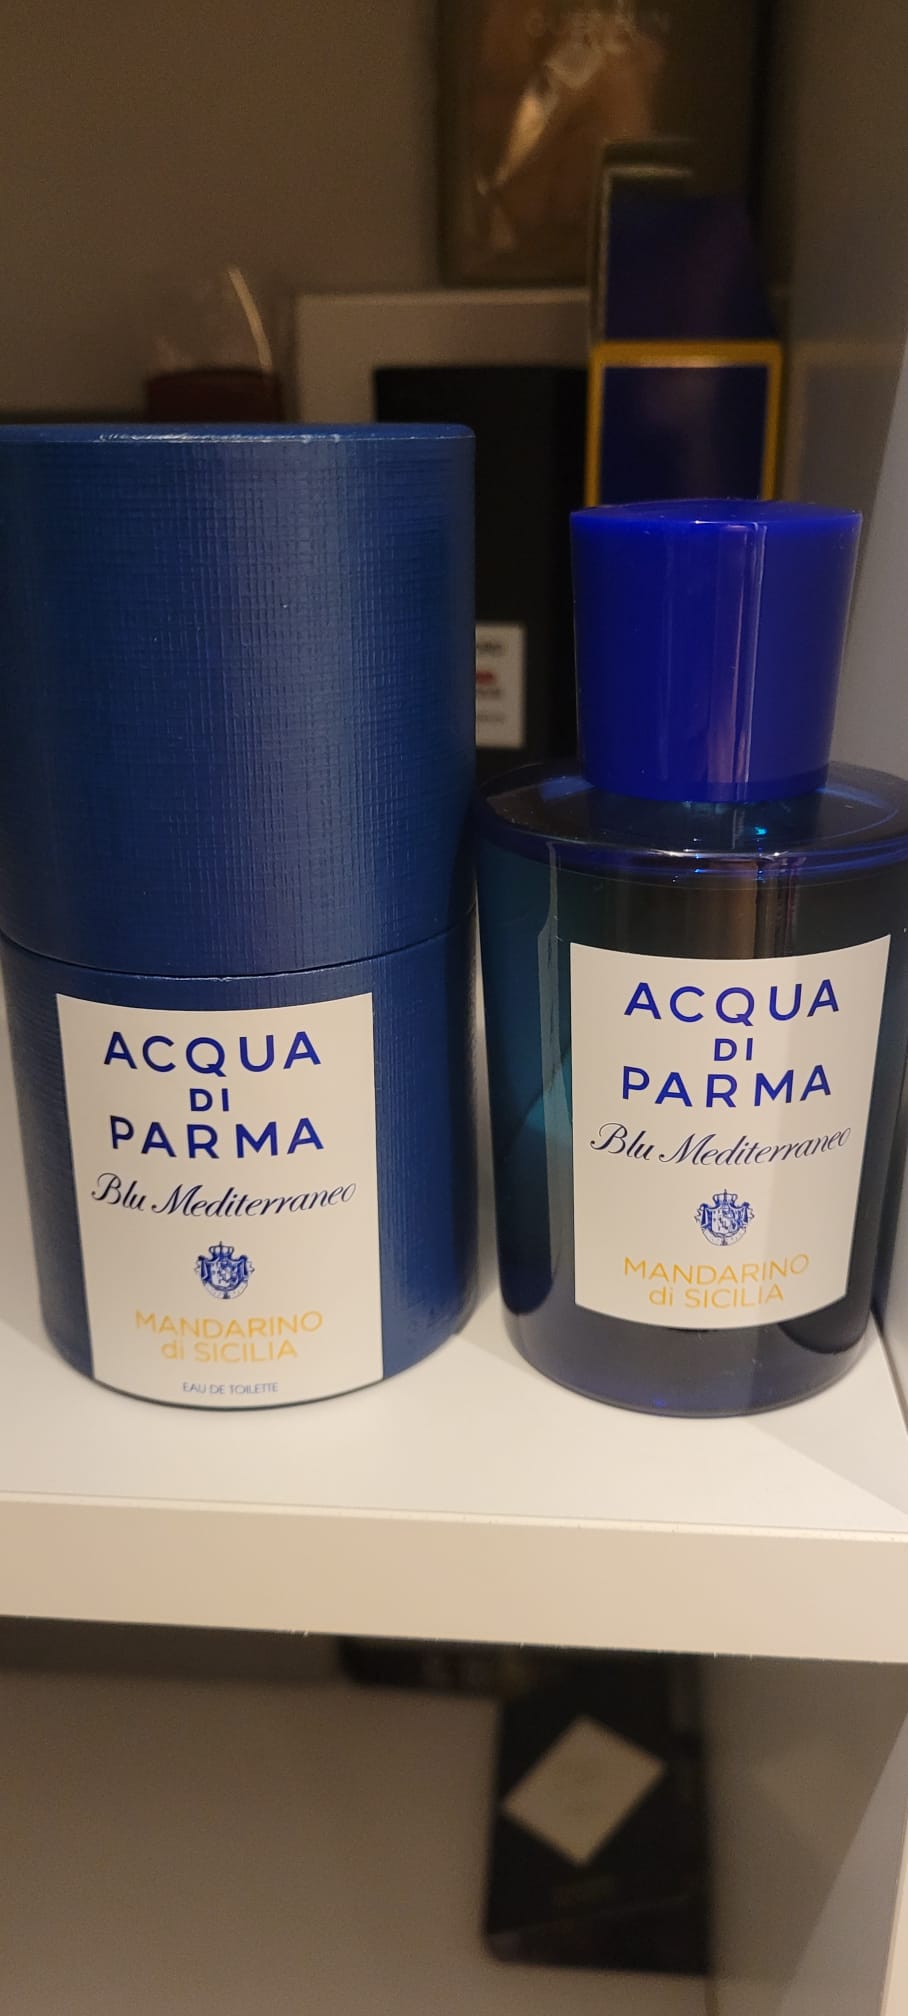 GUERLAIN
ACQUA
DI
PARMA
Blu Mediterraneo
MANDARINO
di SICILIA
EAU DE TOILETTE
ACQUA
DI
PARMA
Blu Mediterraneo
MANDARINO
di SICILIA